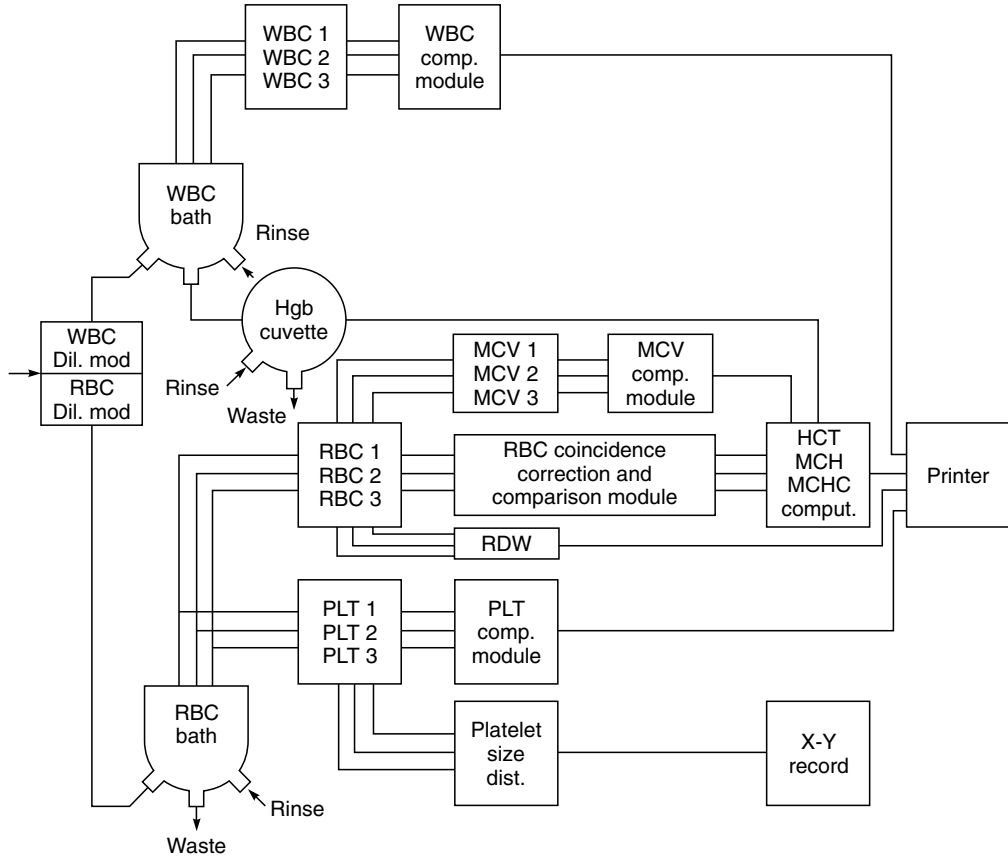 WBC 1
WBC 2
WBC 3
WBC
comp.
module
WBC
bath
Rinse
Hgb
cuvette
WBC
Dil. mod
RBC
Dil. mod
Rinse
Waste
MCV 1
MCV 2
MCV 3
MCV
comp.
module
RBC 1
RBC 2
RBC 3
RBC coincidence
correction and
comparison module
HCT
MCH
MCHC
comput.
Printer
RDW
PLT 1
PLT 2
PLT 3
PLT
comp.
module
RBC
bath
Rinse
Waste
Platelet
size
dist.
X-Y
record